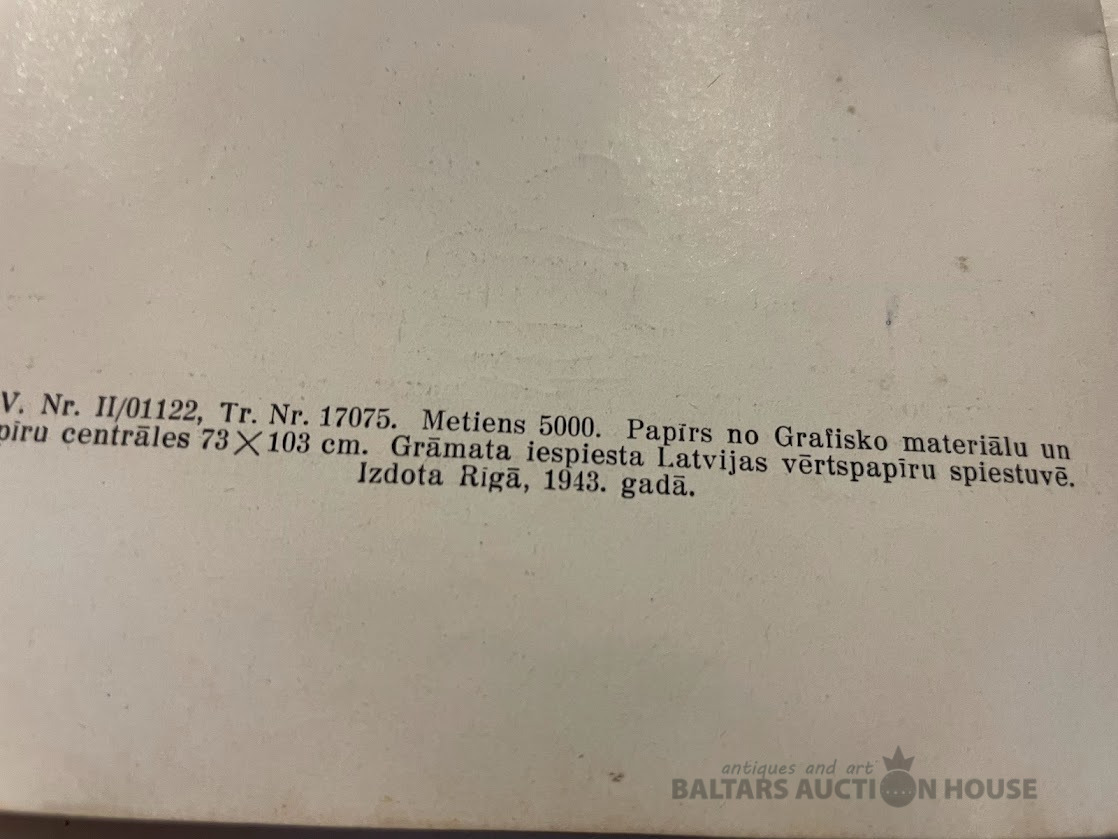 V. Nr. II/01122, Tr. Nr. 17075. Metiens 5000. Papīrs no Grafisko materiālu un
pīru centrāles 73×103 cm. Grāmata iespiesta Latvijas vērtspapīru spiestuvē.
Izdota Rīgā, 1943. gadā.
antiques and art
BALTARS AUCTION HOUSE